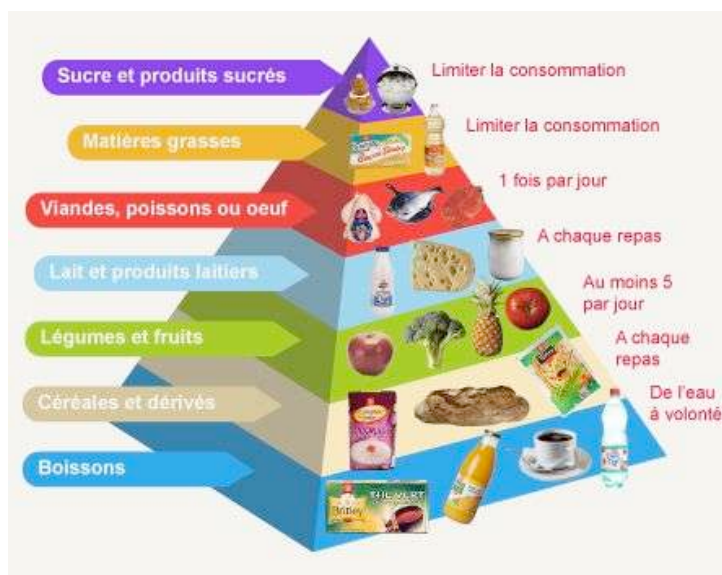 Sucre et produits sucrés
Limiter la consommation
Matières grasses
Limiter la consommation
Viandes, poissons ou oeuf
1 fois par jour
Lait et produits laitiers
A chaque repas
Légumes et fruits
Au moins 5
par jour
Céréales et dérivés
A chaque
repas
Boissons
De l'eau
à volonté
THE VERT